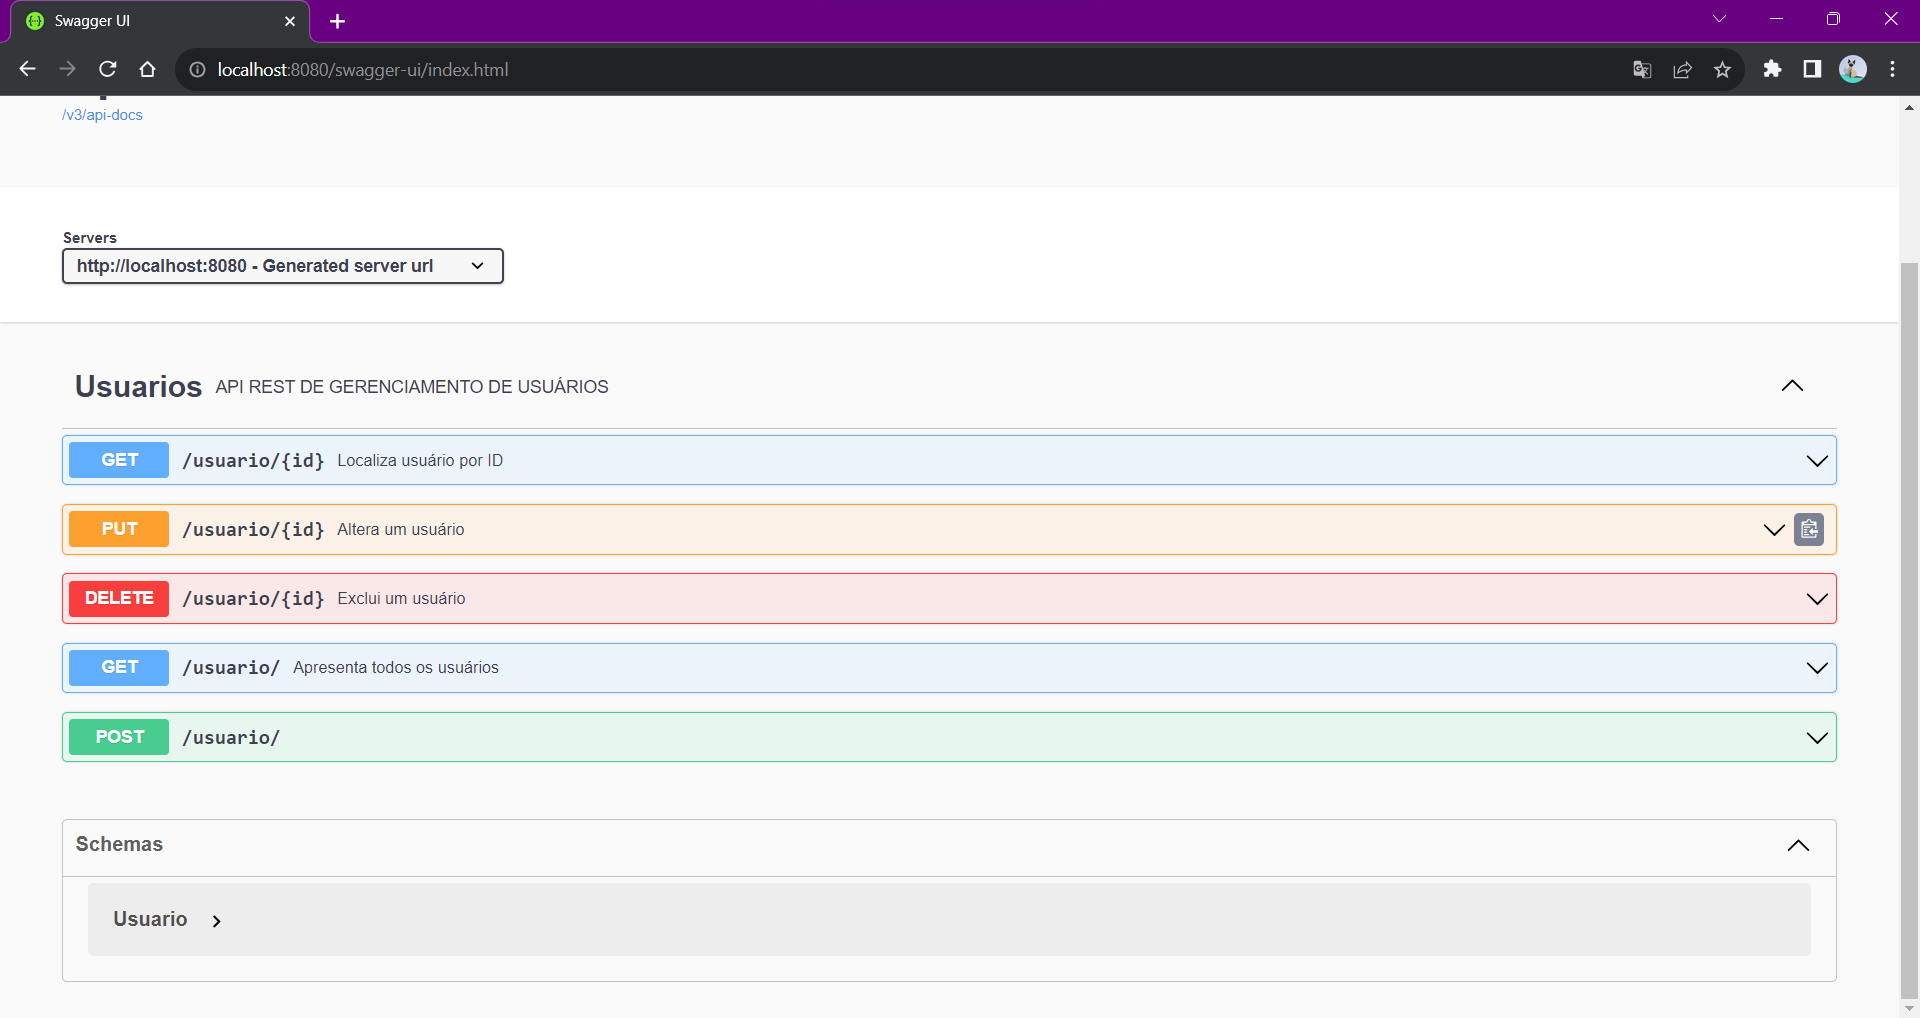 Swagger UI
localhost:8080/swagger-ui/index.html
/v3/api-docs
Servers
http://localhost:8080 - Generated server url
Usuarios API REST DE GERENCIAMENTO DE USUÁRIOS
GET /usuario/{id} Localiza usuário por ID
PUT /usuario/{id} Altera um usuário
DELETE /usuario/{id} Exclui um usuário
GET /usuario/ Apresenta todos os usuários
POST /usuario/
Schemas
Usuario